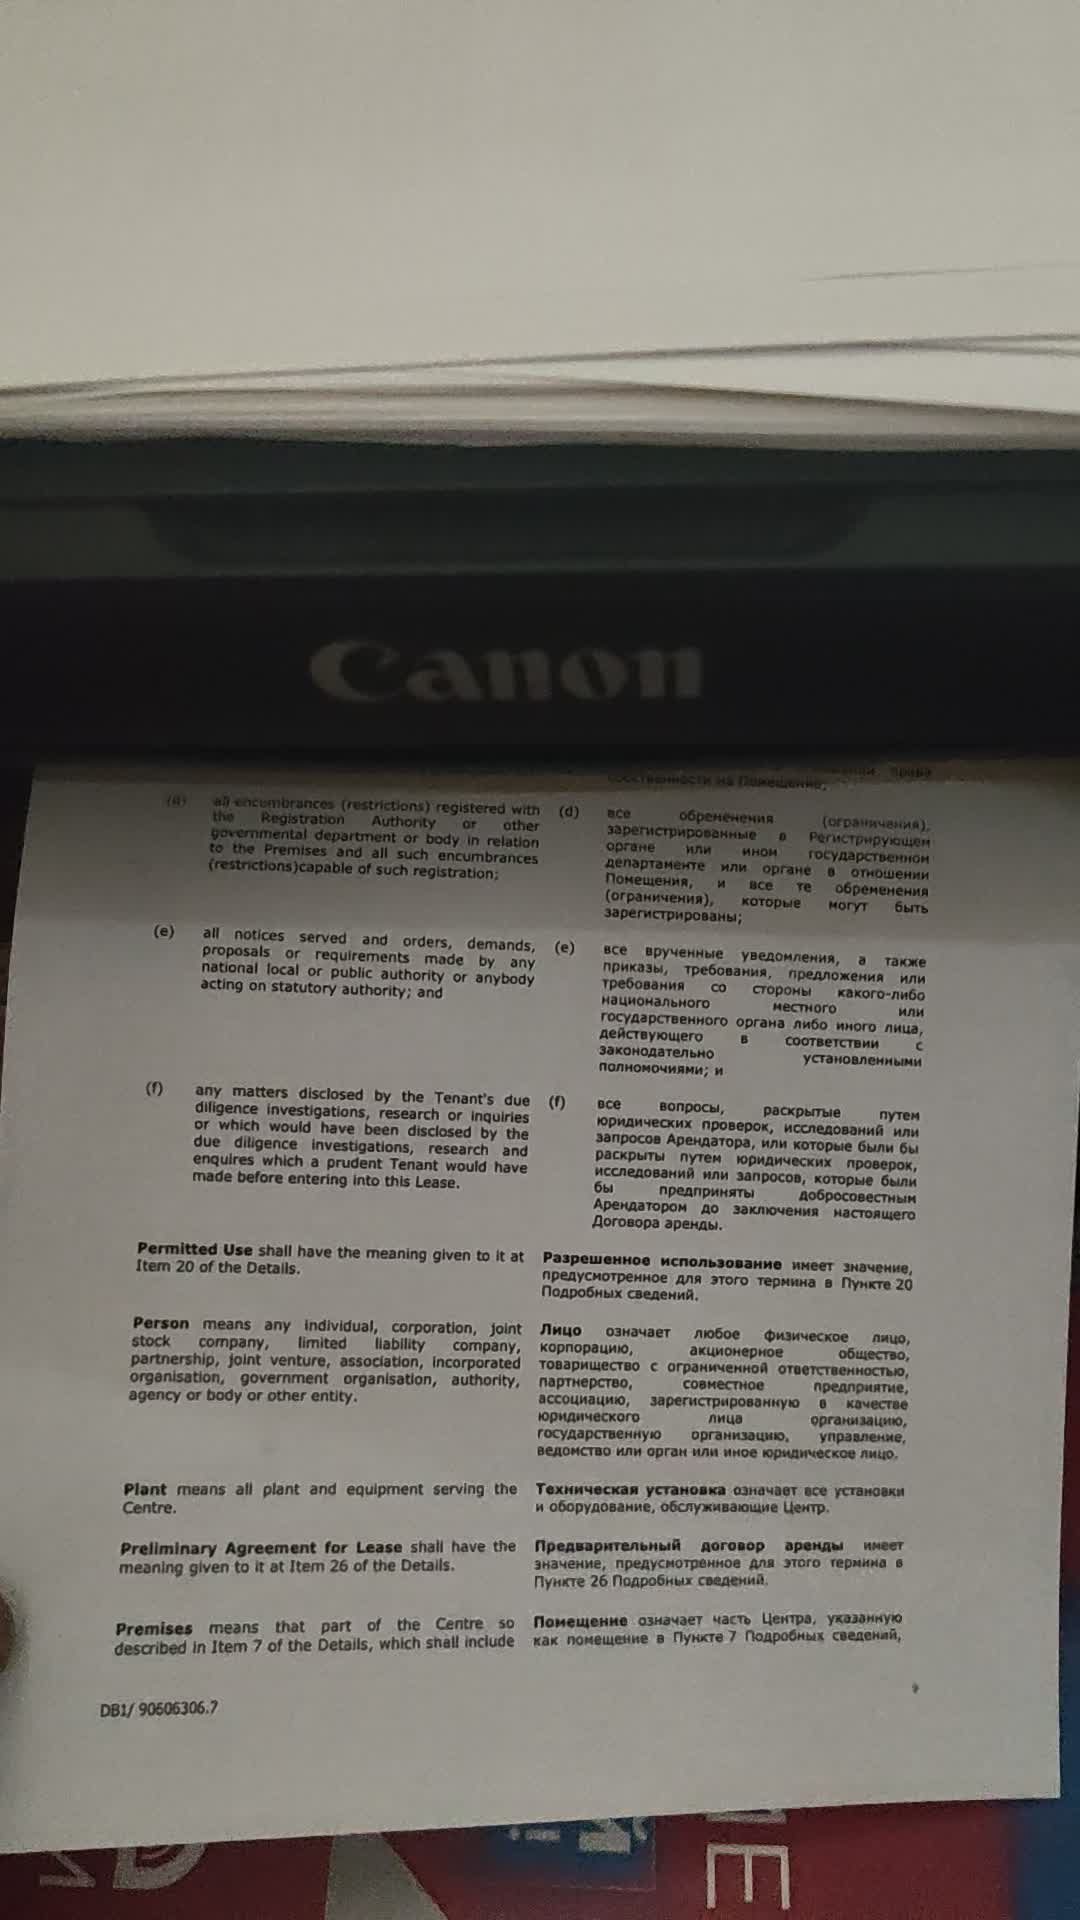 Canon
собственности на Помещение;
(d)
all encumbrances (restrictions) registered with
the Registration Authority or other
governmental department or body in relation
to the Premises and all such encumbrances
(restrictions)capable of such registration;
(d)
все обременения (ограничения),
зарегистрированные в Регистрирующем
органе или ином государственном
департаменте или органе в отношении
Помещения, и все те обременения
(ограничения), которые могут быть
зарегистрированы;
(e)
all notices served and orders, demands,
proposals or requirements made by any
national local or public authority or anybody
acting on statutory authority; and
(e)
все врученные уведомления, а также
приказы, требования, предложения или
требования со стороны какого-либо
национального местного или
государственного органа либо иного лица,
действующего в соответствии с
законодательно установленными
полномочиями; и
(f)
any matters disclosed by the Tenant's due
diligence investigations, research or inquiries
or which would have been disclosed by the
due diligence investigations, research and
enquires which a prudent Tenant would have
made before entering into this Lease.
(f)
все вопросы, раскрытые путем
юридических проверок, исследований или
запросов Арендатора, или которые были бы
раскрыты путем юридических проверок,
исследований или запросов, которые были
бы предприняты добросовестным
Арендатором до заключения настоящего
Договора аренды.
Permitted Use shall have the meaning given to it at
Item 20 of the Details.
Разрешенное использование имеет значение,
предусмотренное для этого термина в Пункте 20
Подробных сведений.
Person means any individual, corporation, joint
stock company, limited liability company,
partnership, joint venture, association, incorporated
organisation, government organisation, authority,
agency or body or other entity.
Лицо означает любое физическое лицо,
корпорацию, акционерное общество,
товарищество с ограниченной ответственностью,
партнерство, совместное предприятие,
ассоциацию, зарегистрированную в качестве
юридического лица организацию,
государственную организацию, управление,
ведомство или орган или иное юридическое лицо.
Plant means all plant and equipment serving the
Centre.
Техническая установка означает все установки
и оборудование, обслуживающие Центр.
Preliminary Agreement for Lease shall have the
meaning given to it at Item 26 of the Details.
Предварительный договор аренды имеет
значение, предусмотренное для этого термина в
Пункте 26 Подробных сведений.
Premises means that part of the Centre so
described in Item 7 of the Details, which shall include
Помещение означает часть Центра, указанную
как помещение в Пункте 7 Подробных сведений,
9
DB1/ 90606306.7